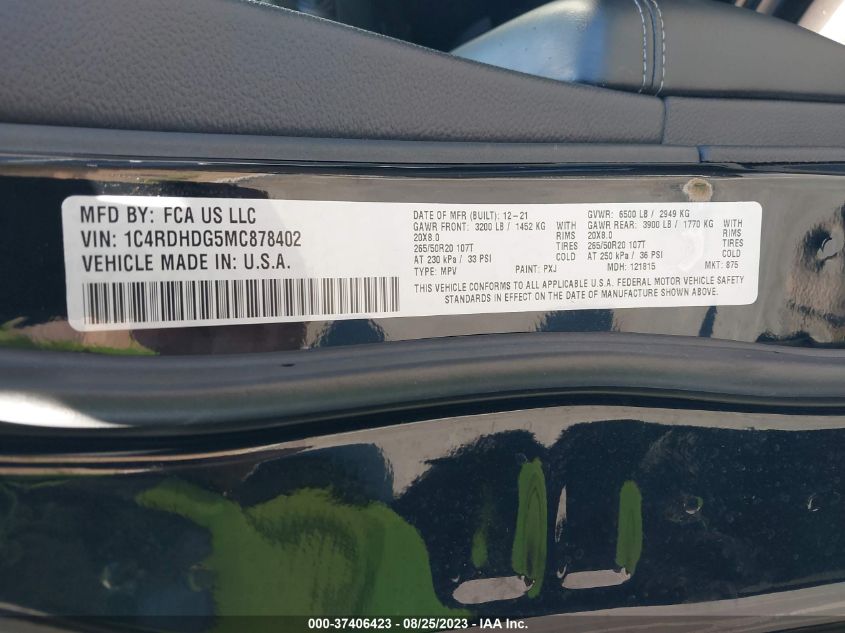 MFD BY: FCA US LLC
VIN: 1C4RDHDG5MC878402
VEHICLE MADE IN: U.S.A.
DATE OF MFR (BUILT): 12-21 GVWR: 6500 LB / 2949 KG
GAWR FRONT: 3200 LB / 1452 KG WITH GAWR REAR: 3900 LB / 1770 KG WITH
20X8.0 TIRES 20X8.0 TIRES
265/50R20 107T RIMS 265/50R20 107T RIMS
AT 230 kPa / 33 PSI COLD AT 250 kPa / 36 PSI COLD
TYPE: MPV PAINT: PXJ MDH: 121815 MKT: 875
THIS VEHICLE CONFORMS TO ALL APPLICABLE U.S.A. FEDERAL MOTOR VEHICLE SAFETY
STANDARDS IN EFFECT ON THE DATE OF MANUFACTURE SHOWN ABOVE.
000-37406423 - 08/25/2023 - IAA Inc.